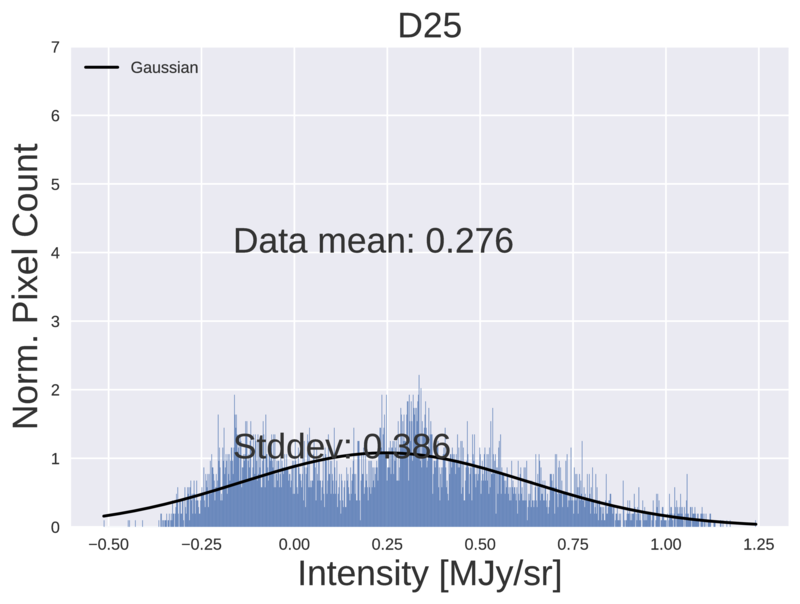 D25
7
Gaussian
6
5
Data mean: 0.276
4
3
2
Stddev: 0.386
1
0
Norm. Pixel Count
−0.50 −0.25 0.00 0.25 0.50 0.75 1.00 1.25
Intensity [MJy/sr]